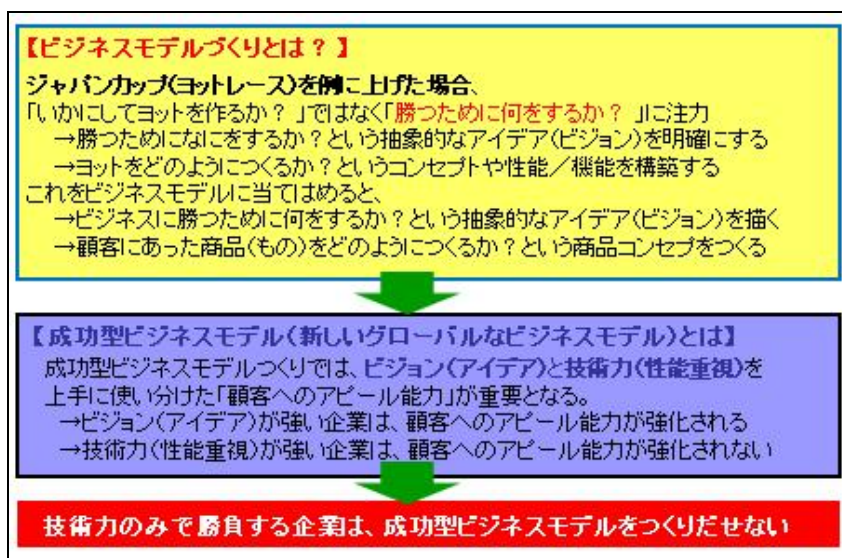 【ビジネスモデルづくりとは？】
ジャパンカップ(ヨットレース)を例に上げた場合、
「いかにしてヨットを作るか？」ではなく「勝つために何をするか？」に注力
→勝つためになにをするか？という抽象的なアイデア(ビジョン)を明確にする
→ヨットをどのようにつくるか？というコンセプトや性能／機能を構築する
これをビジネスモデルに当てはめると、
→ビジネスに勝つために何をするか？という抽象的なアイデア(ビジョン)を描く
→顧客にあった商品(もの)をどのようにつくるか？という商品コンセプをつくる
【成功型ビジネスモデル(新しいグローバルなビジネスモデル)とは】
成功型ビジネスモデルつくりでは、ビジョン(アイデア)と技術力(性能重視)を
上手に使い分けた「顧客へのアピール能力」が重要となる。
→ビジョン(アイデア)が強い企業は、顧客へのアピール能力が強化される
→技術力(性能重視)が強い企業は、顧客へのアピール能力が強化されない
技術力のみで勝負する企業は、成功型ビジネスモデルをつくりだせない